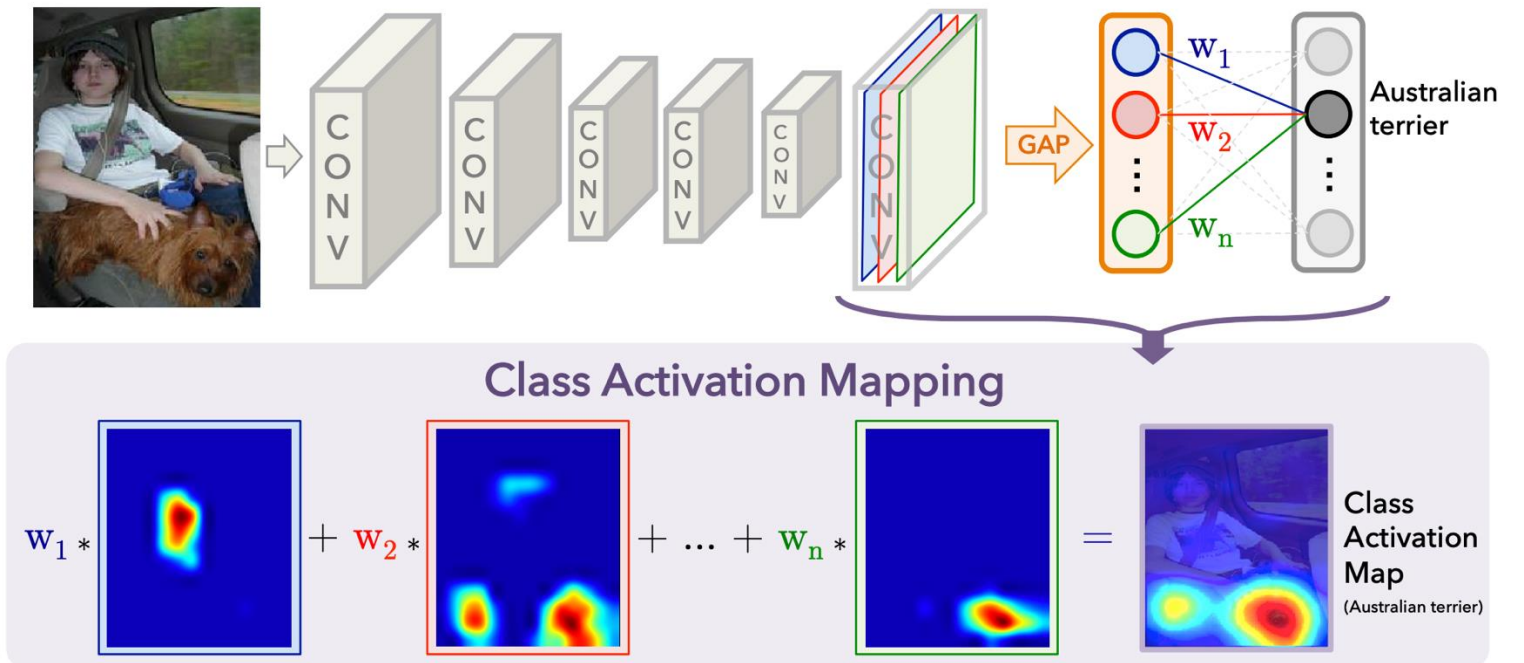 CONV
CONV
CONV
CONV
CONV
CONV
GAP
w1
w2
⋮
wn
⋮
Australian
terrier
Class Activation Mapping
w1 * + w2 * + ... + wn * =
Class
Activation
Map
(Australian terrier)